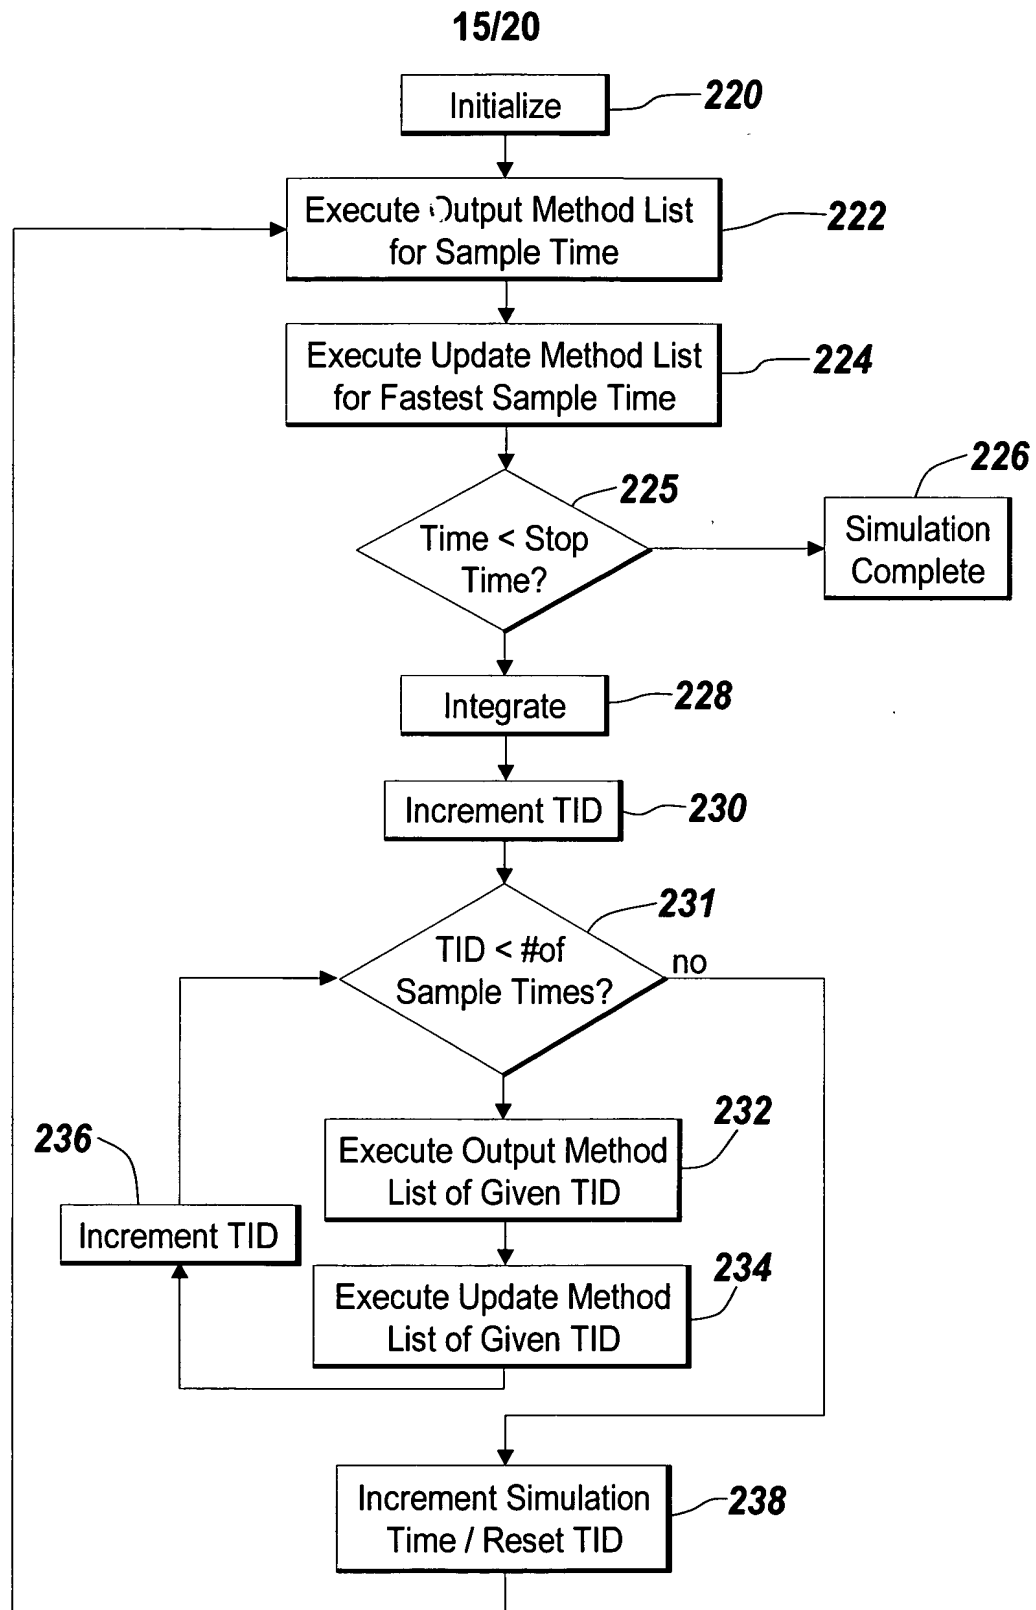 15/20
Initialize
220
Execute Output Method List
for Sample Time
222
Execute Update Method List
for Fastest Sample Time
224
Time < Stop
Time?
225
Simulation
Complete
226
Integrate
228
Increment TID
230
TID < #of
Sample Times?
231
no
Execute Output Method
List of Given TID
232
Execute Update Method
List of Given TID
234
Increment TID
236
Increment Simulation
Time / Reset TID
238